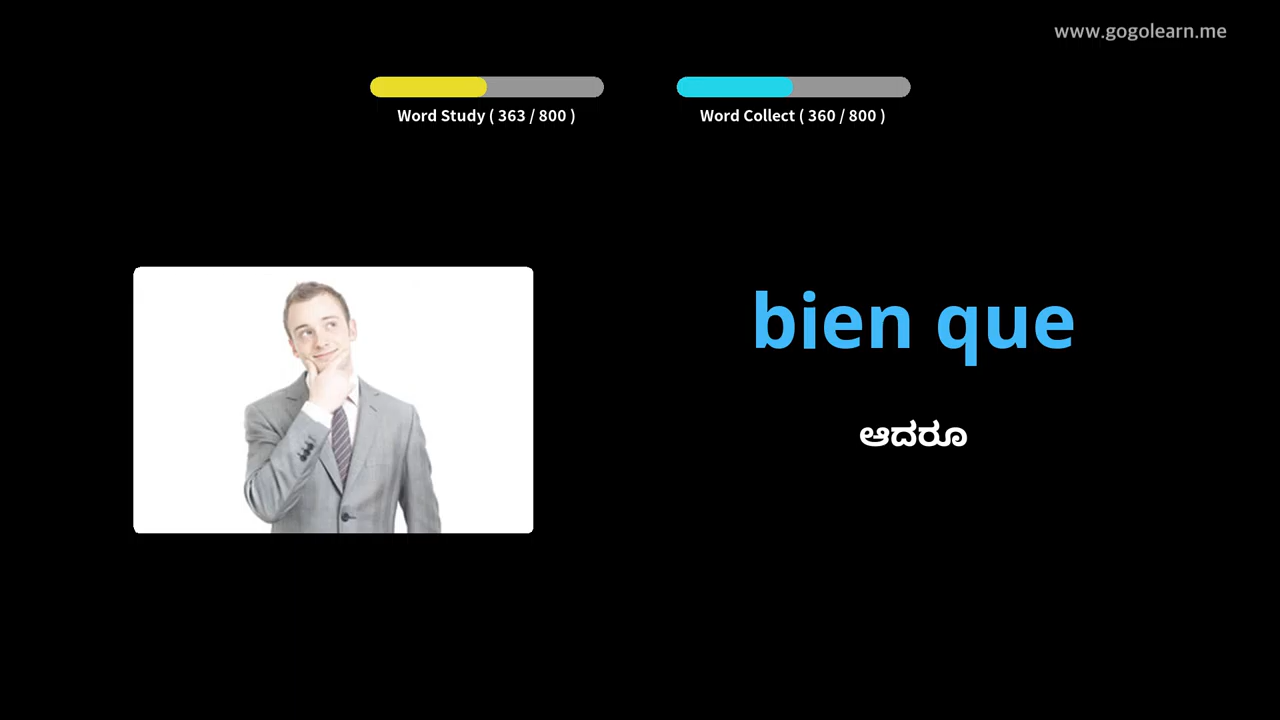 www.gogolearn.me
Word Study ( 363 / 800 )
Word Collect ( 360 / 800 )
bien que
ಆದರೂ